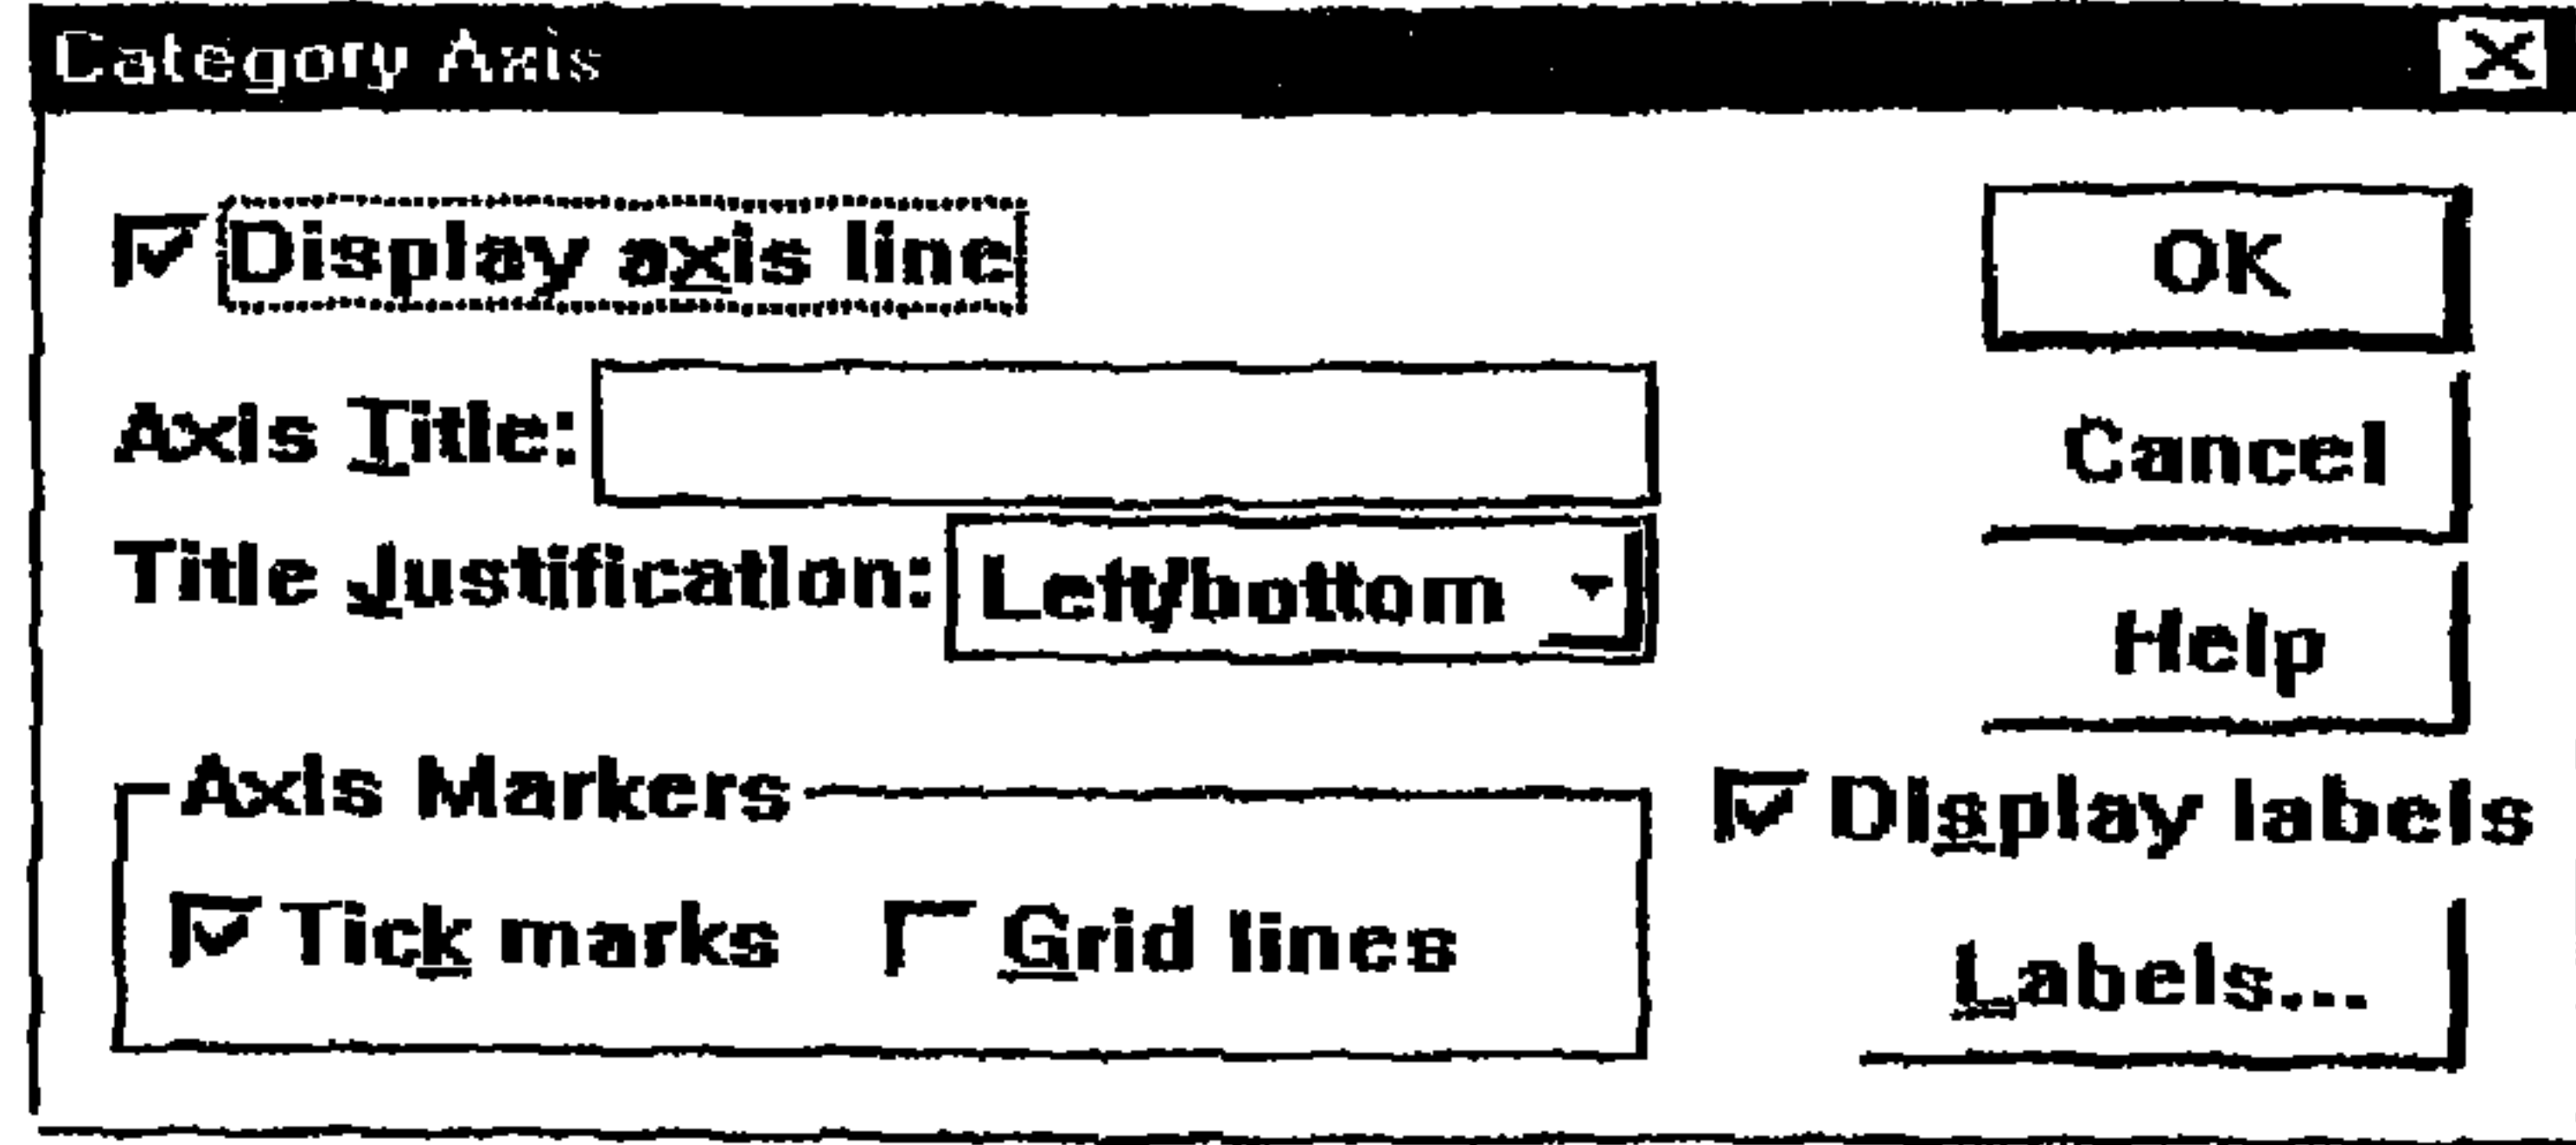 Category Axis
Display axis line
OK
Axis Title:
Cancel
Title Justification: Left/bottom
Help
Axis Markers
Display labels
Tick marks Grid lines
Labels...